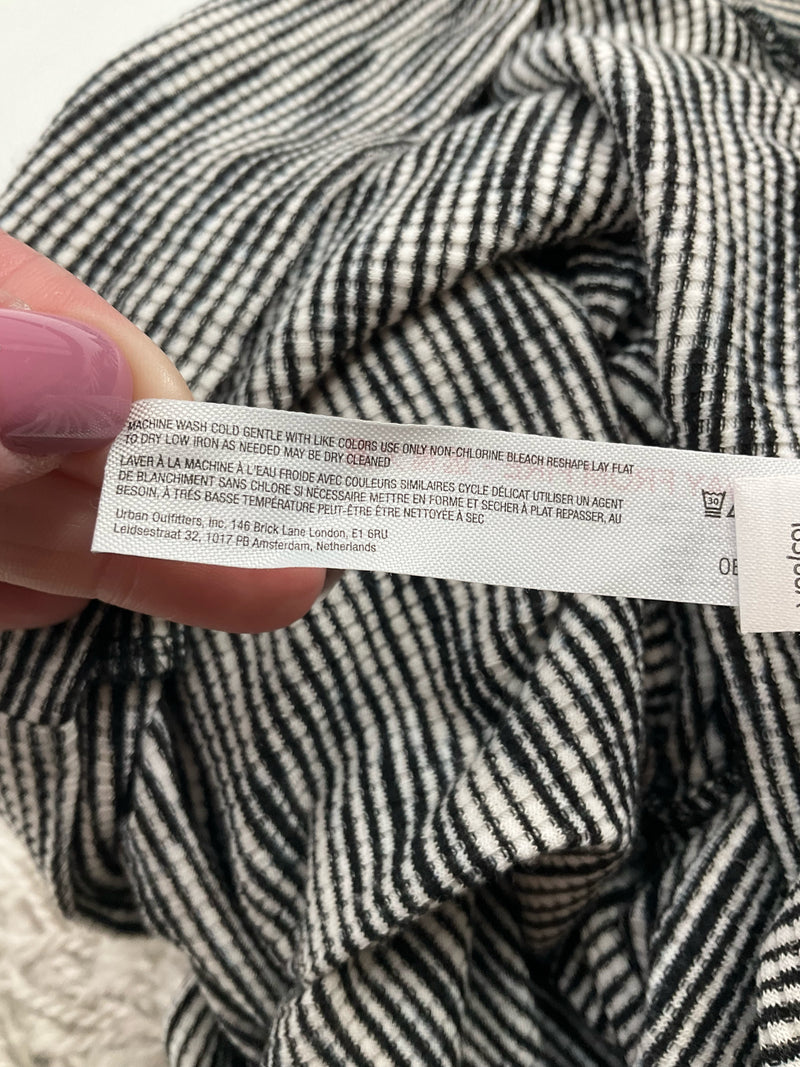 MACHINE WASH COLD GENTLE WITH LIKE COLORS USE ONLY NON-CHLORINE BLEACH RESHAPE LAY FLAT
TO DRY LOW IRON AS NEEDED MAY BE DRY CLEANED
LAVER À LA MACHINE À L'EAU FROIDE AVEC COULEURS SIMILAIRES CYCLE DÉLICAT UTILISER UN AGENT
DE BLANCHIMENT SANS CHLORE SI NÉCESSAIRE METTRE EN FORME ET SECHER À PLAT REPASSER, AU
BESOIN, À TRÉS BASSE TEMPÉRATURE PEUT-ÊTRE ÊTRE NETTOYÉE À SEC
Urban Outfitters, Inc. 146 Brick Lane London, E1 6RU
Leidsestraat 32, 1017 PB Amsterdam, Netherlands
30